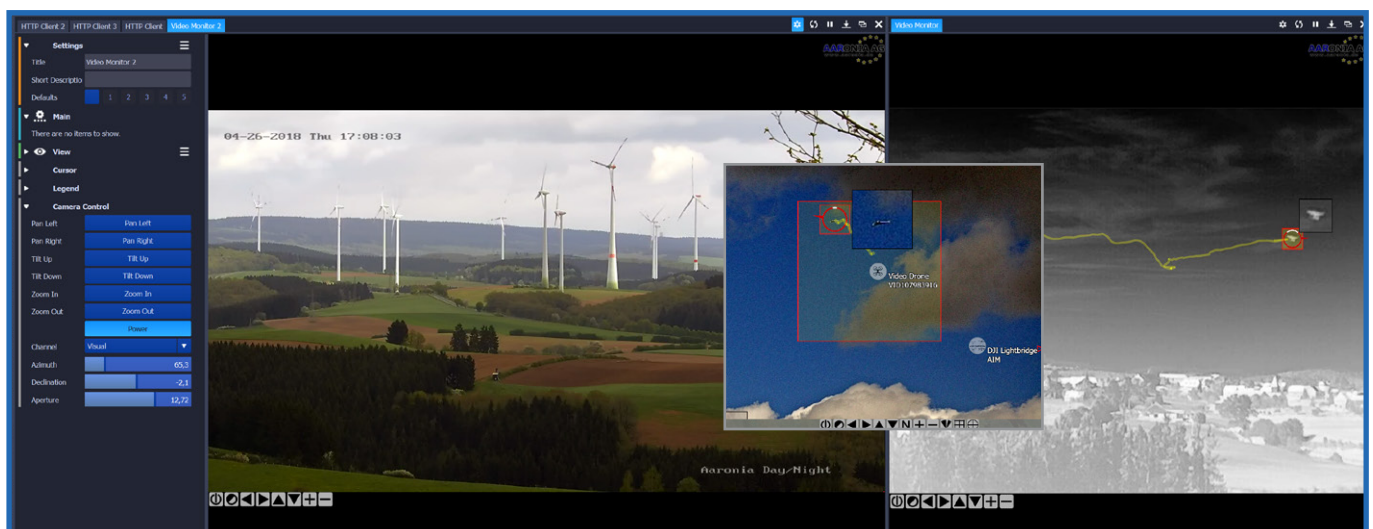 HTTP Client 2 HTTP Client 3 HTTP Client Video Monitor 2
Video Monitor
Settings
Title Video Monitor 2
Short Descriptio
Defaults 1 2 3 4 5
Main
There are no items to show.
View
Cursor
Legend
Camera Control
Pan Left Pan Left
Pan Right Pan Right
Tilt Up Tilt Up
Tilt Down Tilt Down
Zoom In Zoom In
Zoom Out Zoom Out
Power
Channel Visual
Azimuth 65,3
Declination -2,1
Aperture 12,72
AARONIA AG
04-26-2018 Thu 17:08:03
Aaronia Day/Night
Video Drone
VID107983916
DJI Lightbridge
AIM
N
AARONIA A